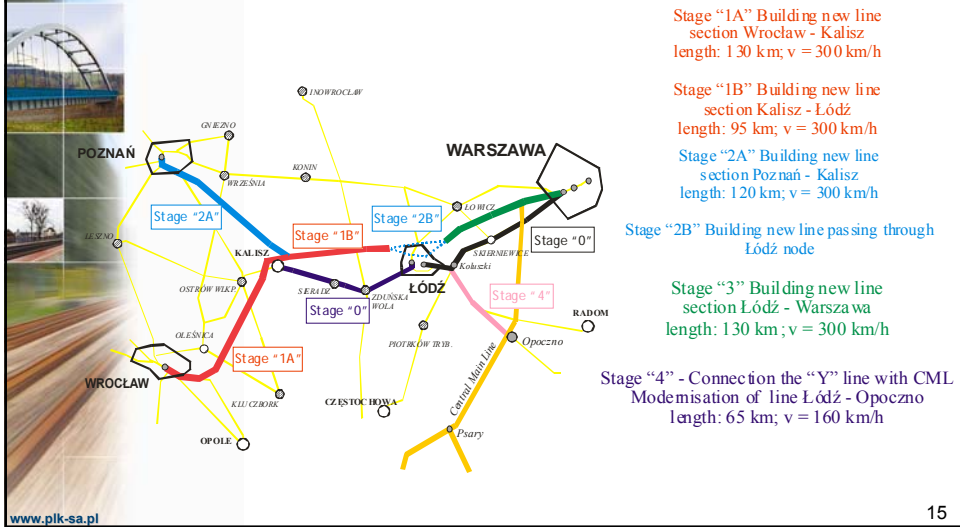 Stage “1A” Building new line
section Wrocław - Kalisz
length: 130 km; v = 300 km/h
Stage “1B” Building new line
section Kalisz - Łódź
length: 95 km; v = 300 km/h
Stage “2A” Building new line
section Poznań - Kalisz
length: 120 km; v = 300 km/h
Stage “2B” Building new line passing through
Łódź node
Stage “3” Building new line
section Łódź - Warszawa
length: 130 km; v = 300 km/h
Stage “4” - Connection the “Y” line with CML
Modernisation of line Łódź - Opoczno
length: 65 km; v = 160 km/h
INOWROCŁAW
GNIEZNO
POZNAŃ
WARSZAWA
KONIN
WRZEŚNIA
ŁOWICZ
Stage “2A”
Stage “2B”
Stage “1B”
Stage “0”
LESZNO
KALISZ
SKIERNIEWICE
Koluszki
OSTRÓW WLKP.
SIERADZ
ZDUŃSKA
WOLA
ŁÓDŹ
Stage “0”
Stage “4”
RADOM
OLEŚNICA
PIOTRKÓW TRYB.
Opoczno
Stage “1A”
WROCŁAW
KLUCZBORK
CZĘSTOCHOWA
Central Main Line
OPOLE
Psary
www.plk-sa.pl
15